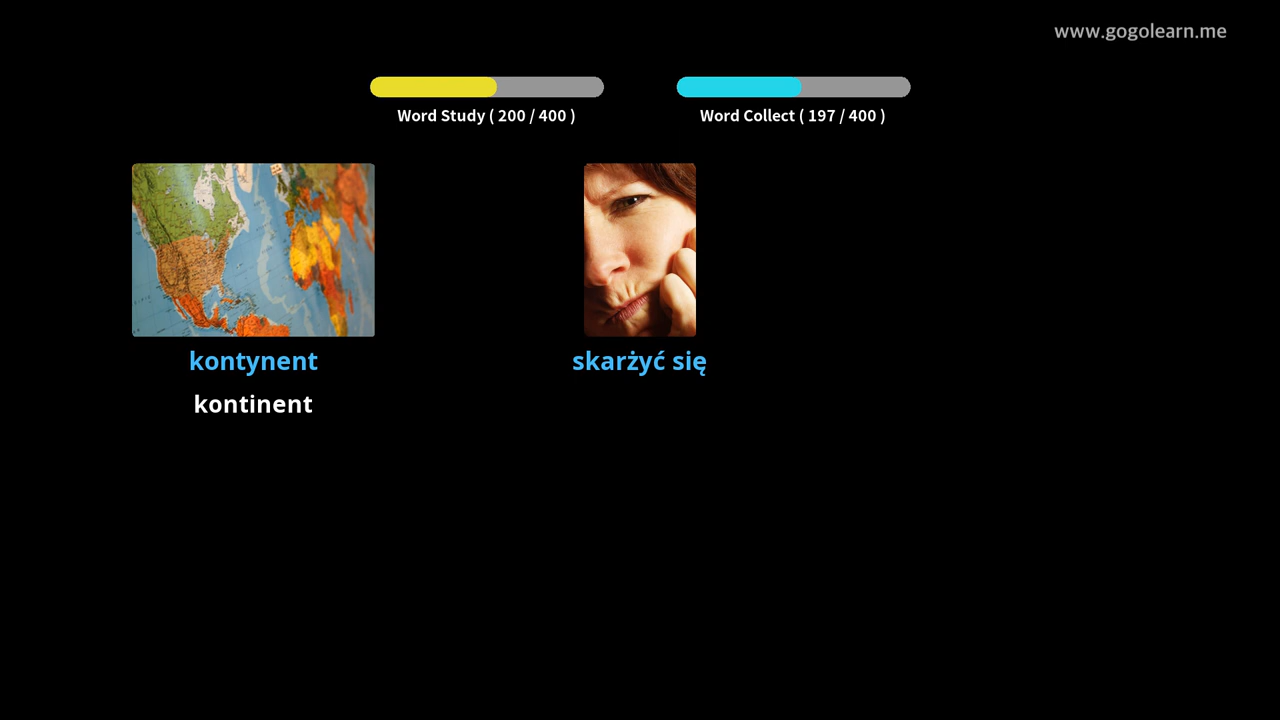 www.gogolearn.me
Word Study ( 200 / 400 )
Word Collect ( 197 / 400 )
kontynent
skarżyć się
kontinent